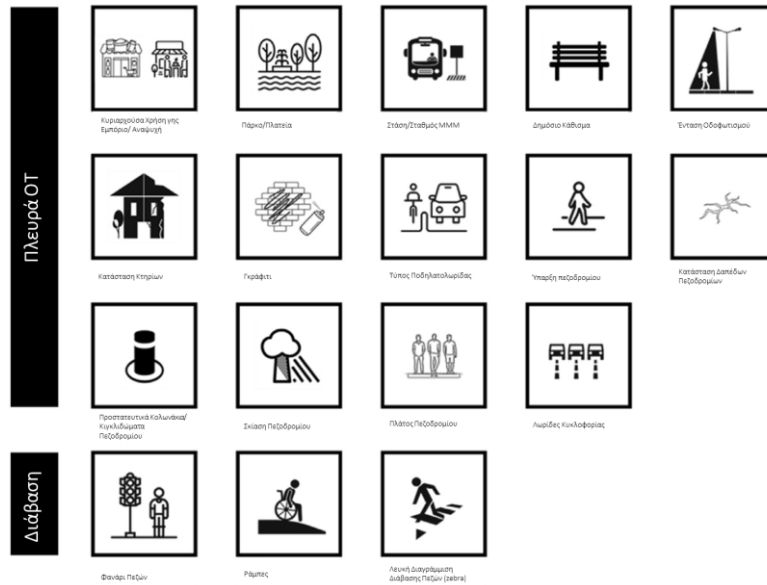 Πλευρά ΟΤ
Κυριαρχούσα Χρήση γης
Εμπόριο/ Αναψυχή
Πάρκο/Πλατεία
Στάση/Σταθμός ΜΜΜ
Δημόσιο Κάθισμα
Ένταση Οδοφωτισμού
Κατάσταση Κτηρίων
Γκράφιτι
Τύπος Ποδηλατολωρίδας
Ύπαρξη πεζοδρομίου
Κατάσταση Δαπέδων
Πεζοδρομίων
Προστατευτικά Κολωνάκια/
Κιγκλιδώματα
Πεζοδρομίου
Σκίαση Πεζοδρομίου
Πλάτος Πεζοδρομίου
Λωρίδες Κυκλοφορίας
Διάβαση
Φανάρι Πεζών
Ράμπες
Λευκή Διαγράμμιση
Διάβασης Πεζών (zebra)